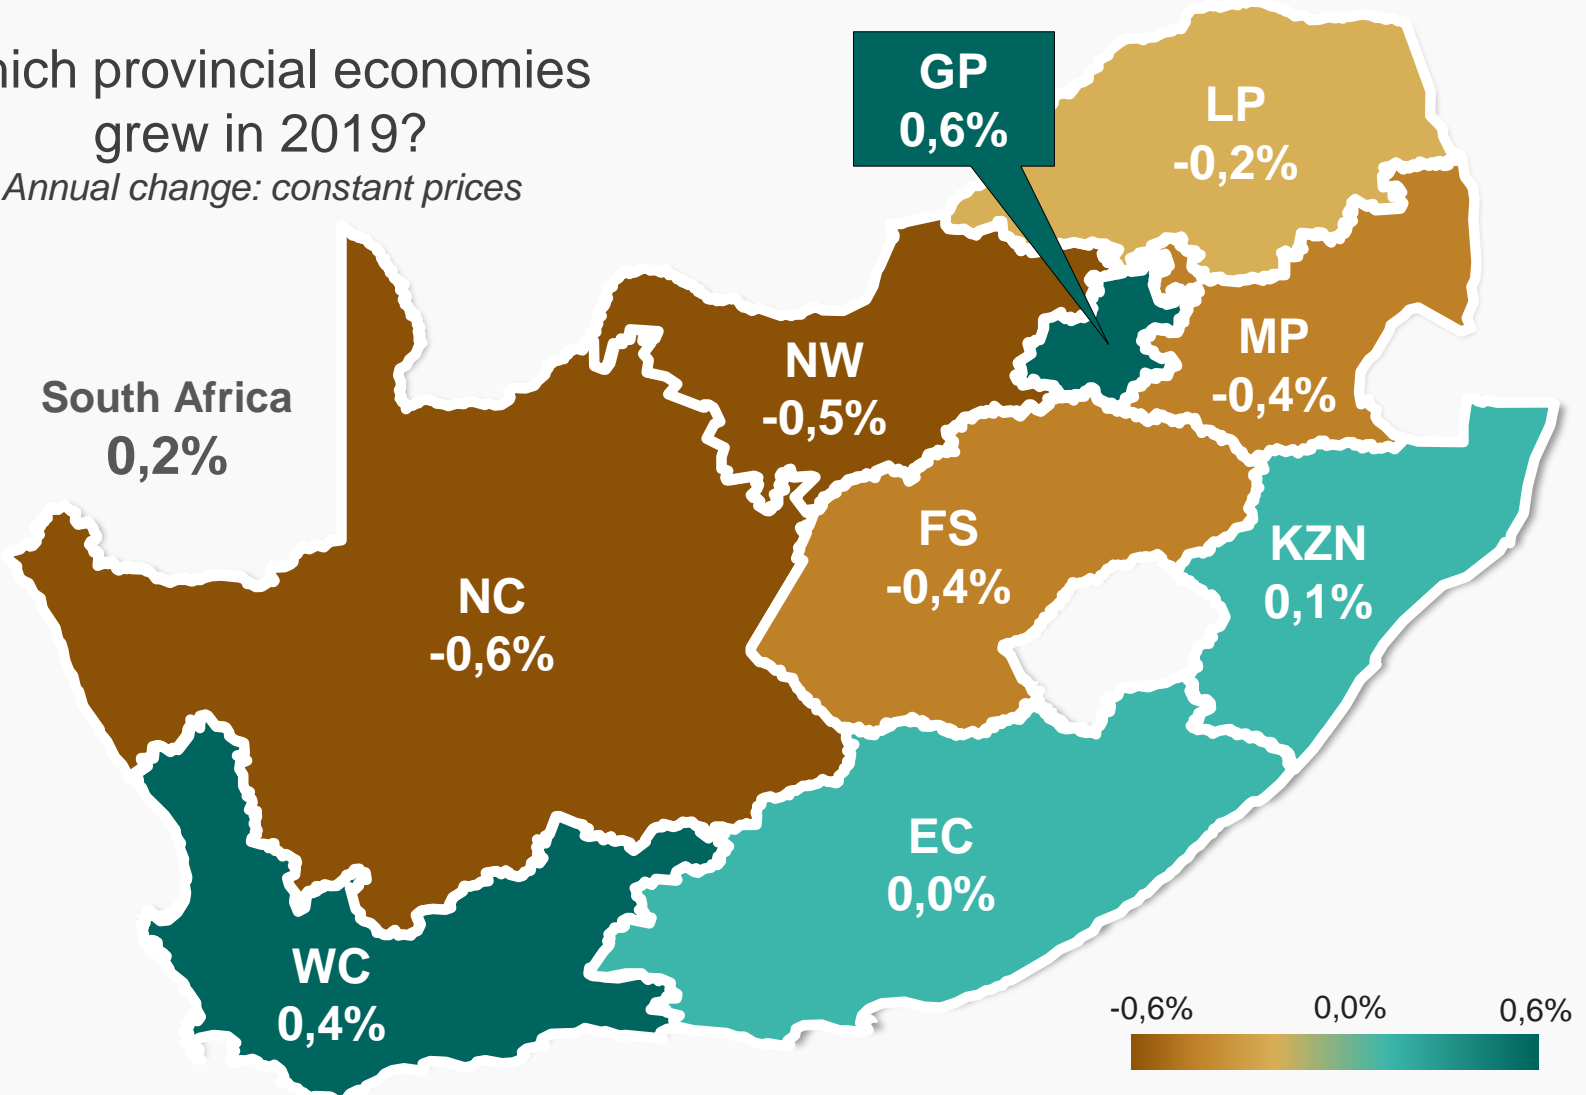 provincial economies
grew in 2019?
Annual change: constant prices
GP
0,6%
LP
-0,2%
South Africa
0,2%
NW
-0,5%
MP
-0,4%
FS
-0,4%
KZN
0,1%
NC
-0,6%
EC
0,0%
WC
0,4%
-0,6% 0,0% 0,6%